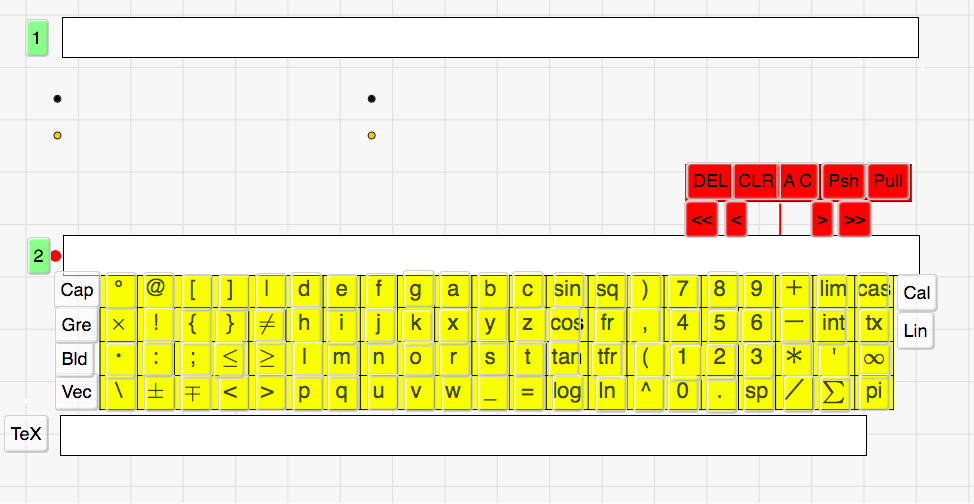 1
DEL CLR A C Psh Pull
<< < > >>
2
Cap ° @ [ ] | d e f g a b c sin sq ) 7 8 9 + lim cas Cal
Gre × ! { } ≠ h i j k x y z cos fr , 4 5 6 − int tx Lin
Bld · : ; ≤ ≥ l m n o r s t tan tfr ( 1 2 3 * ' ∞
Vec \ ± ∓ < > p q u v w _ = log ln ^ 0 . sp / ∑ pi
TeX